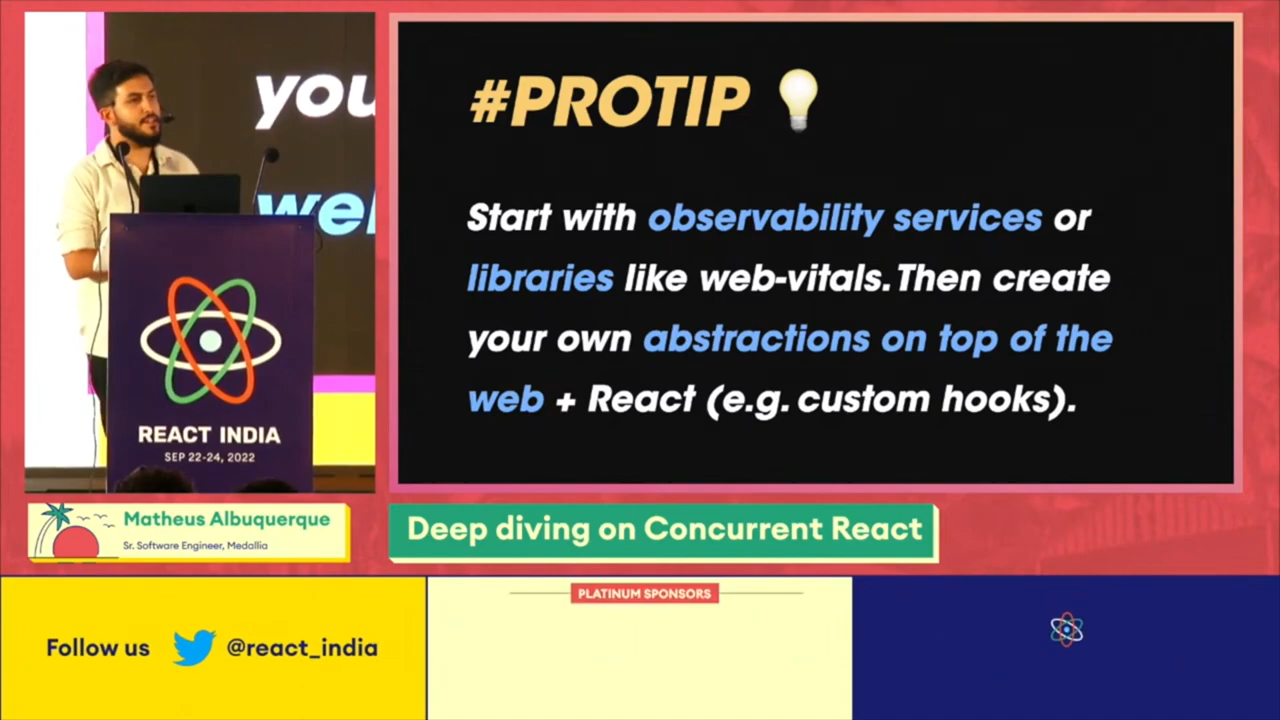 you
wel
REACT INDIA
SEP 22-24, 2022
#PROTIP
Start with observability services or
libraries like web-vitals. Then create
your own abstractions on top of the
web + React (e.g. custom hooks).
Matheus Albuquerque
Sr. Software Engineer, Medallia
Deep diving on Concurrent React
Follow us @react_india
PLATINUM SPONSORS